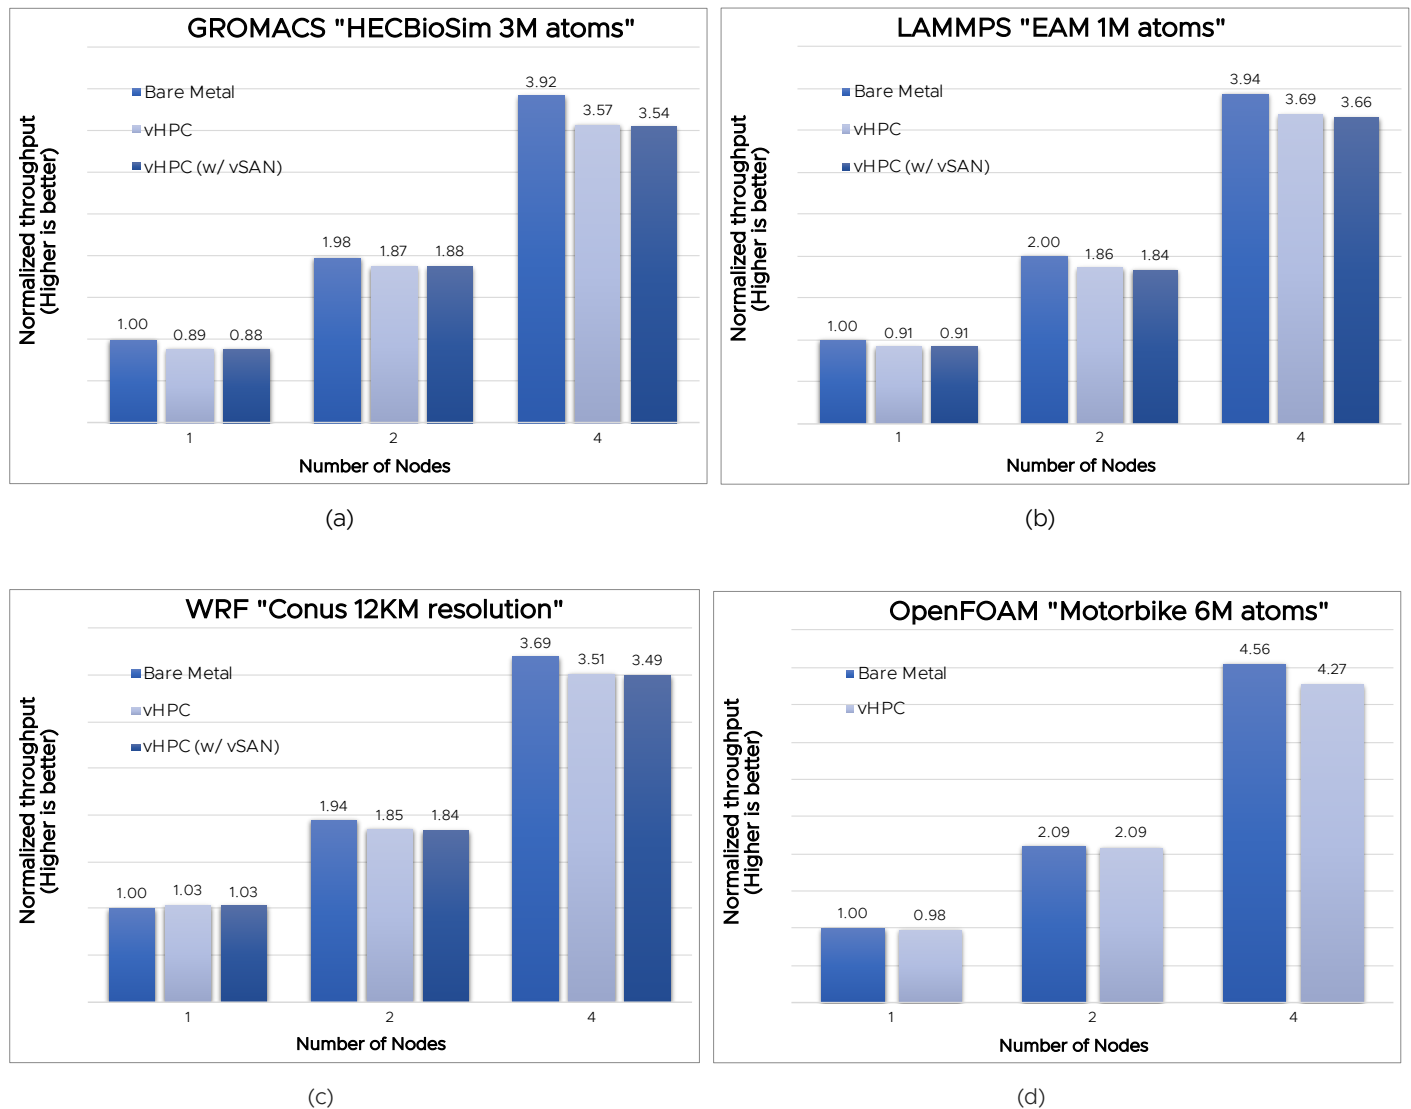 GROMACS "HECBioSim 3M atoms"
Normalized throughput
(Higher is better)
Bare Metal
vHPC
vHPC (w/ vSAN)
1.00
0.89
0.88
1.98
1.87
1.88
3.92
3.57
3.54
1
2
4
Number of Nodes
(a)
LAMMPS "EAM 1M atoms"
Normalized throughput
(Higher is better)
Bare Metal
vHPC
vHPC (w/ vSAN)
1.00
0.91
0.91
2.00
1.86
1.84
3.94
3.69
3.66
1
2
4
Number of Nodes
(b)
WRF "Conus 12KM resolution"
Normalized throughput
(Higher is better)
Bare Metal
vHPC
vHPC (w/ vSAN)
1.00
1.03
1.03
1.94
1.85
1.84
3.69
3.51
3.49
1
2
4
Number of Nodes
(c)
OpenFOAM "Motorbike 6M atoms"
Normalized throughput
(Higher is better)
Bare Metal
vHPC
1.00
0.98
2.09
2.09
4.56
4.27
1
2
4
Number of Nodes
(d)